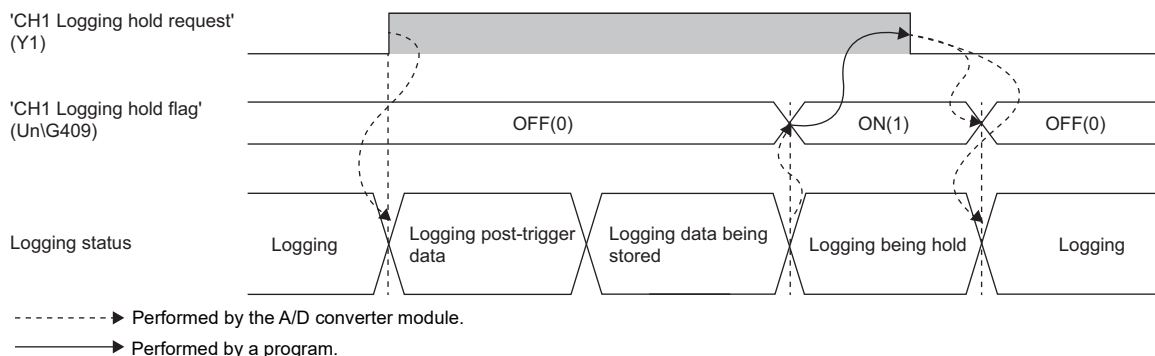 'CH1 Logging hold request'
(Y1)
'CH1 Logging hold flag'
(Un\G409)
OFF(0)
ON(1)
OFF(0)
Logging status
Logging
Logging post-trigger
data
Logging data being
stored
Logging being hold
Logging
Performed by the A/D converter module.
Performed by a program.